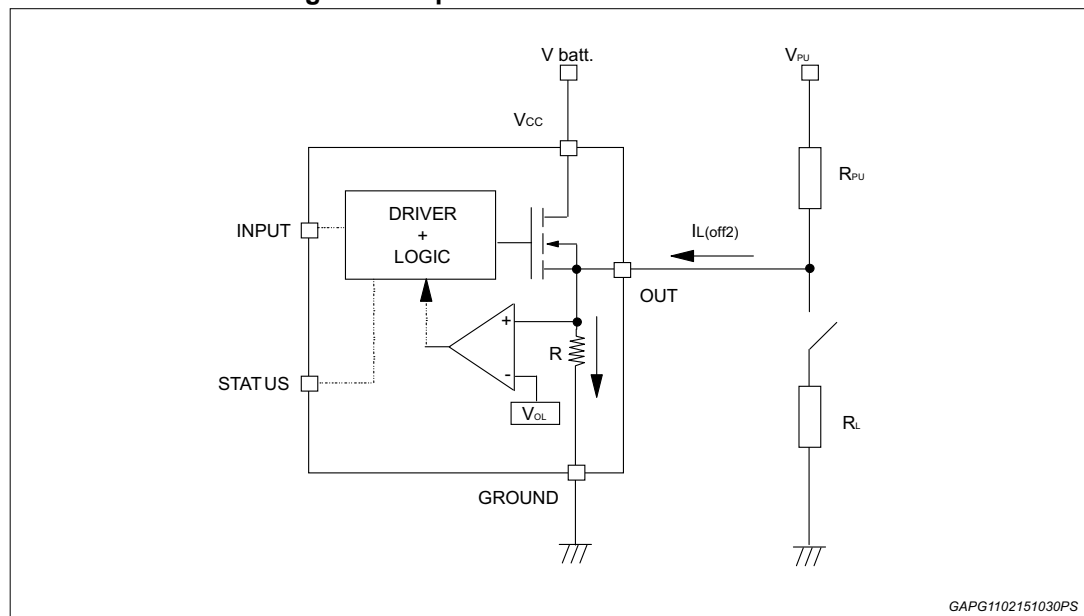 V batt.
VPU
VCC
RPU
DRIVER
+
LOGIC
INPUT
IL(off2)
OUT
+
R
-
STATUS
VOL
RL
GROUND
GAPG1102151030PS